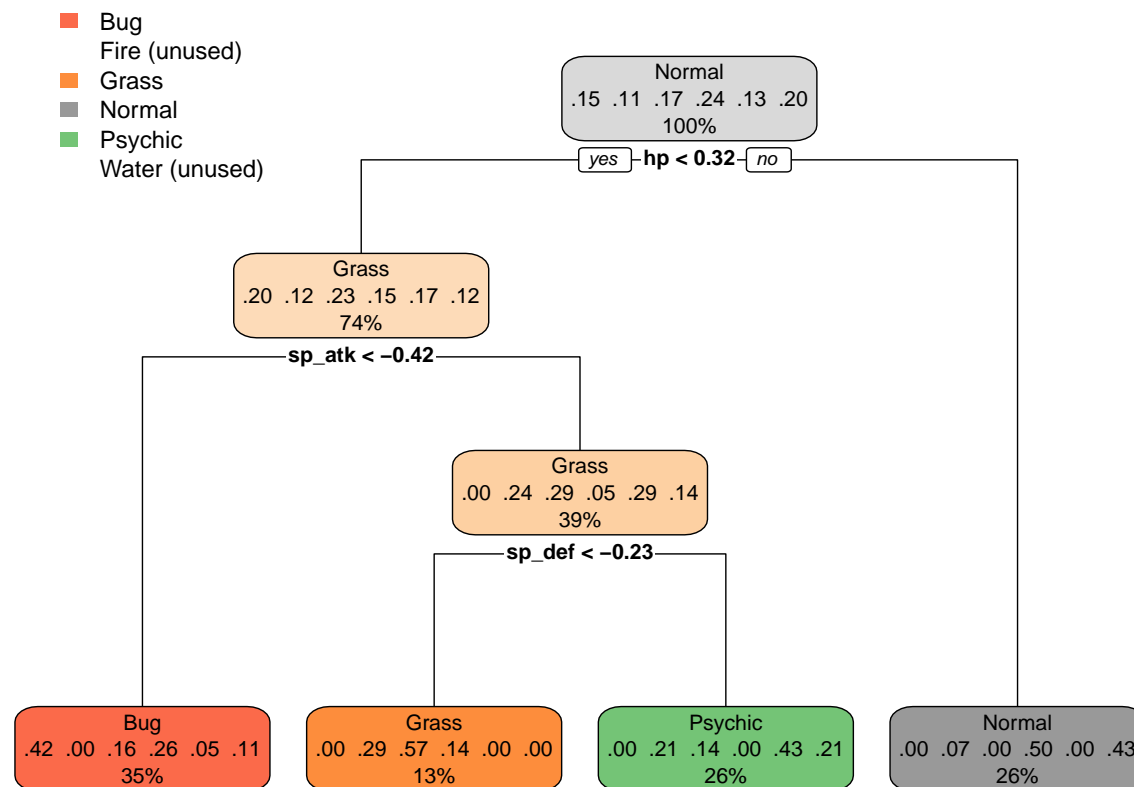 Bug
Fire (unused)
Grass
Normal
Psychic
Water (unused)
Normal
.15 .11 .17 .24 .13 .20
100%
yes hp < 0.32 no
Grass
.20 .12 .23 .15 .17 .12
74%
sp_atk < −0.42
Grass
.00 .24 .29 .05 .29 .14
39%
sp_def < −0.23
Bug
.42 .00 .16 .26 .05 .11
35%
Grass
.00 .29 .57 .14 .00 .00
13%
Psychic
.00 .21 .14 .00 .43 .21
26%
Normal
.00 .07 .00 .50 .00 .43
26%